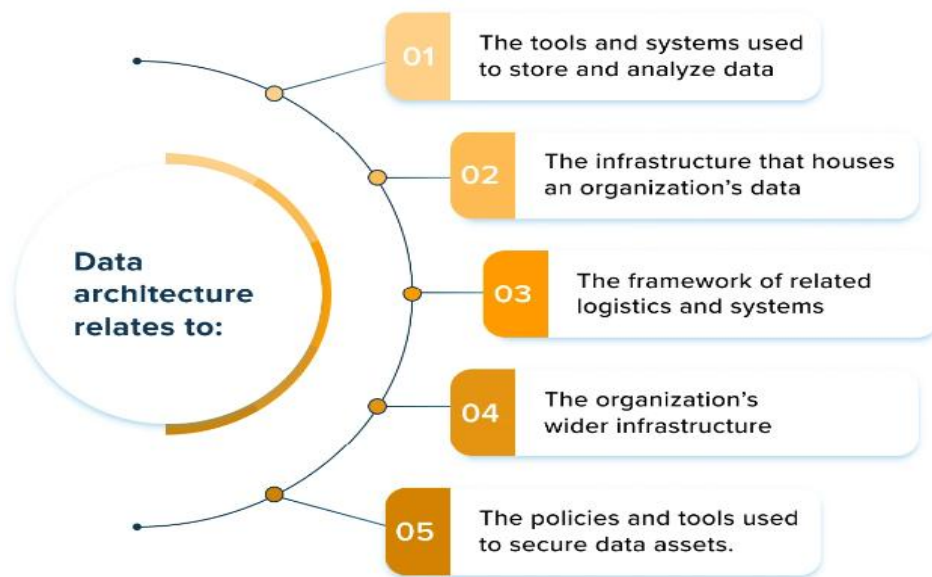 Data
architecture
relates to:
01
The tools and systems used
to store and analyze data
02
The infrastructure that houses
an organization’s data
03
The framework of related
logistics and systems
04
The organization’s
wider infrastructure
05
The policies and tools used
to secure data assets.